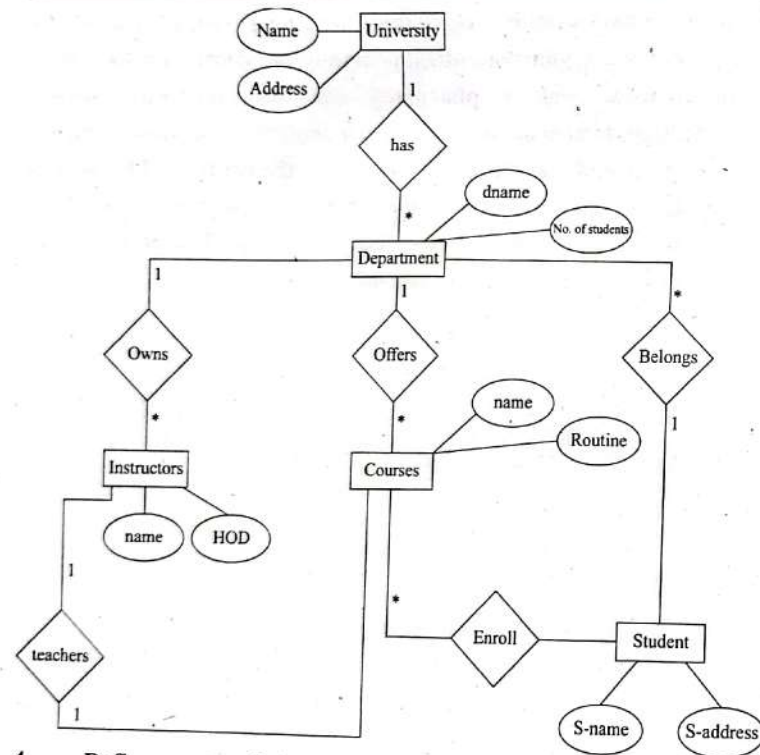 Name
University
Address
1
has
*
dname
No. of students
Department
1
1
*
Owns
Offers
Belongs
*
*
name
1
Routine
Instructors
Courses
name
HOD
1
*
Enroll
Student
teachers
1
S-name
S-address